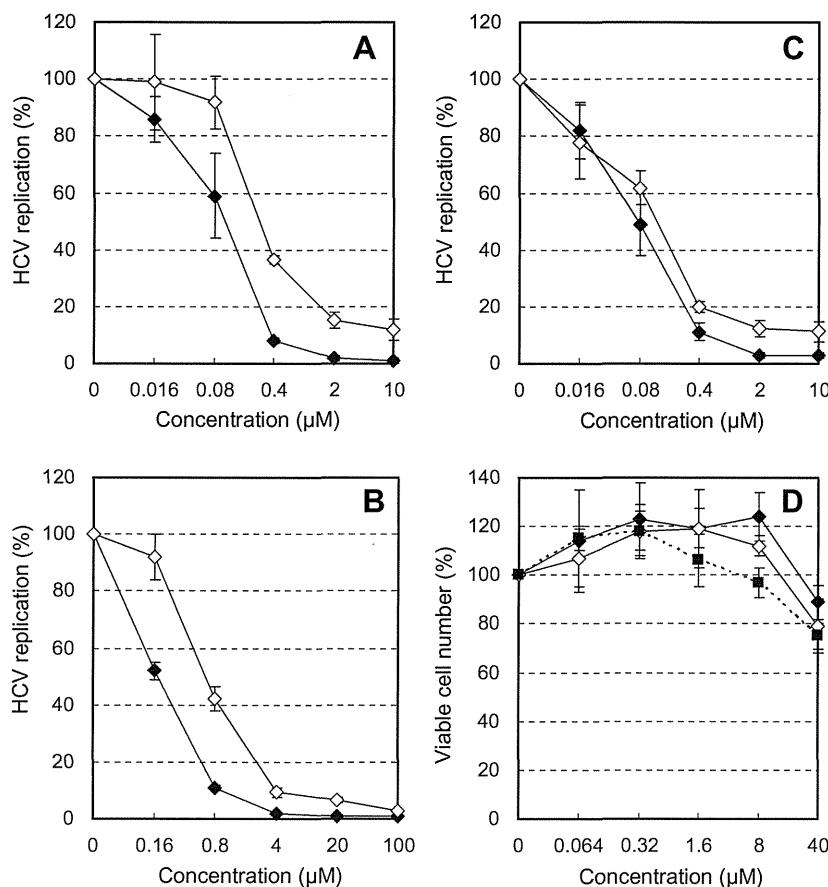 A
HCV replication (%)
120
100
80
60
40
20
0
0 0.016 0.08 0.4 2 10
Concentration (µM)
C
HCV replication (%)
120
100
80
60
40
20
0
0 0.016 0.08 0.4 2 10
Concentration (µM)
B
HCV replication (%)
120
100
80
60
40
20
0
0 0.16 0.8 4 20 100
Concentration (µM)
D
Viable cell number (%)
140
120
100
80
60
40
20
0
0 0.064 0.32 1.6 8 40
Concentration (µM)